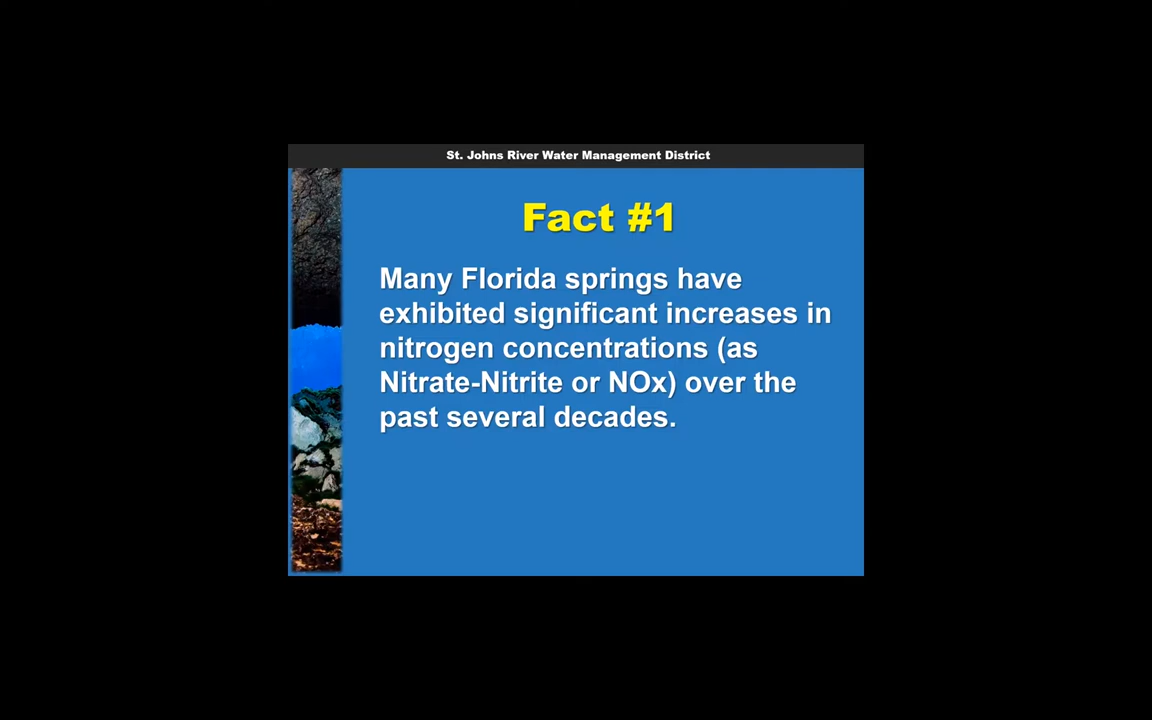 St. Johns River Water Management District
Fact #1
Many Florida springs have
exhibited significant increases in
nitrogen concentrations (as
Nitrate-Nitrite or NOx) over the
past several decades.